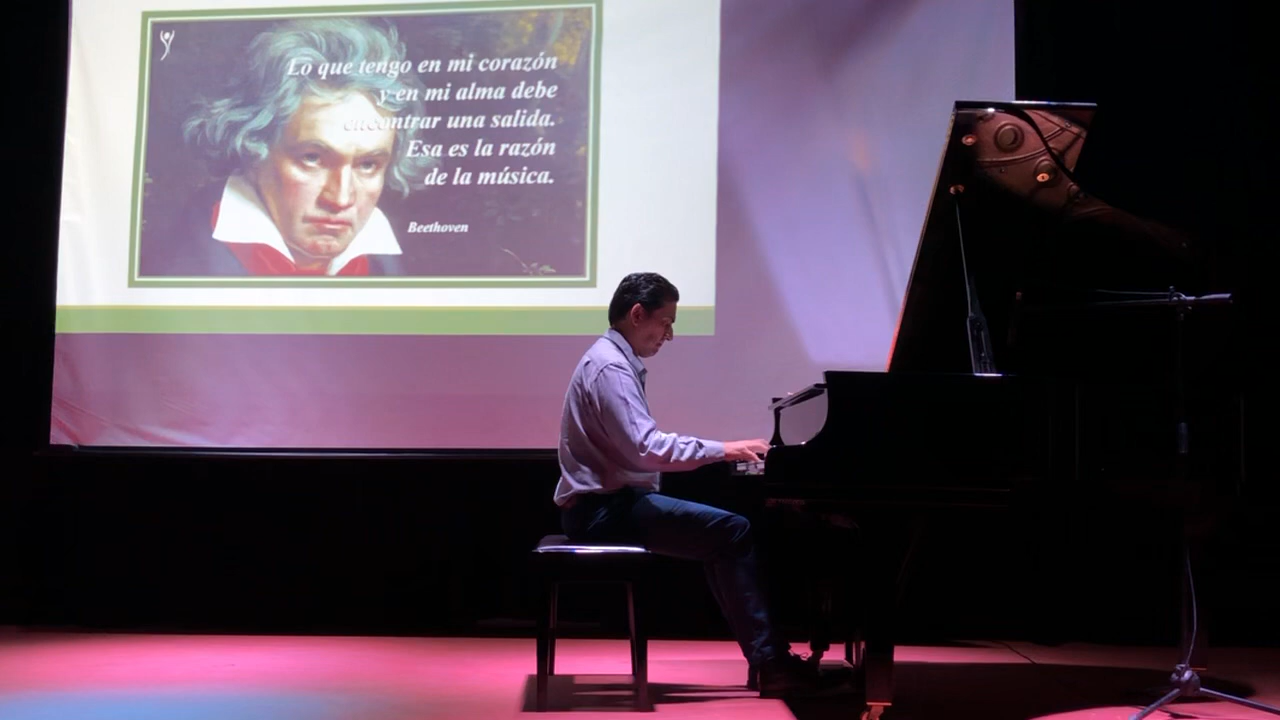 Lo que tengo en mi corazón
y en mi alma debe
encontrar una salida.
Esa es la razón
de la música.
Beethoven